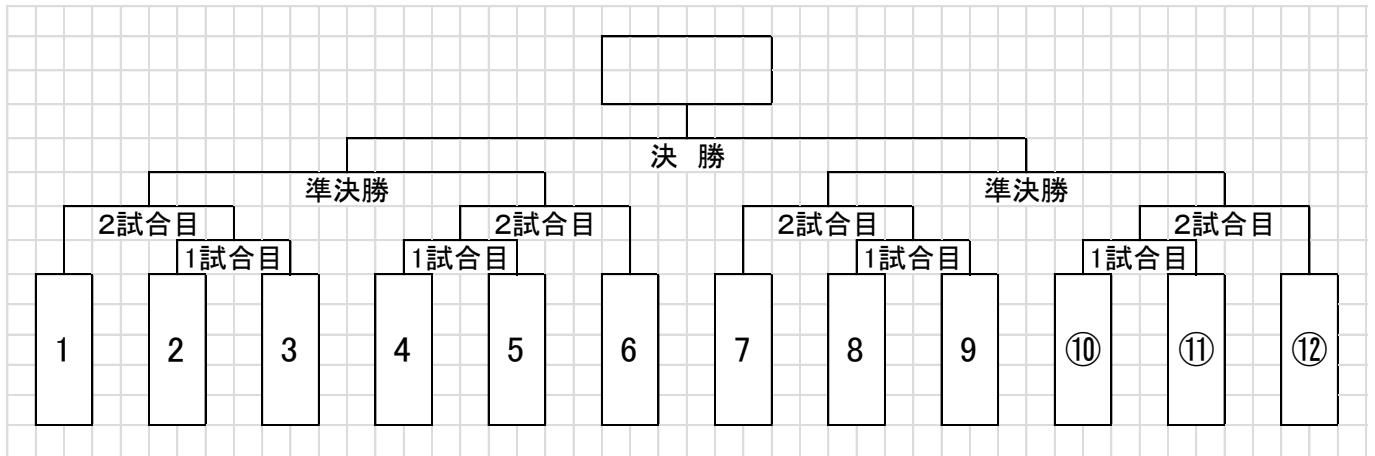 決 勝
準決勝 準決勝
2試合目 2試合目 2試合目 2試合目
1試合目 1試合目 1試合目 1試合目
1 2 3 4 5 6 7 8 9 ⑩ ⑪ ⑫